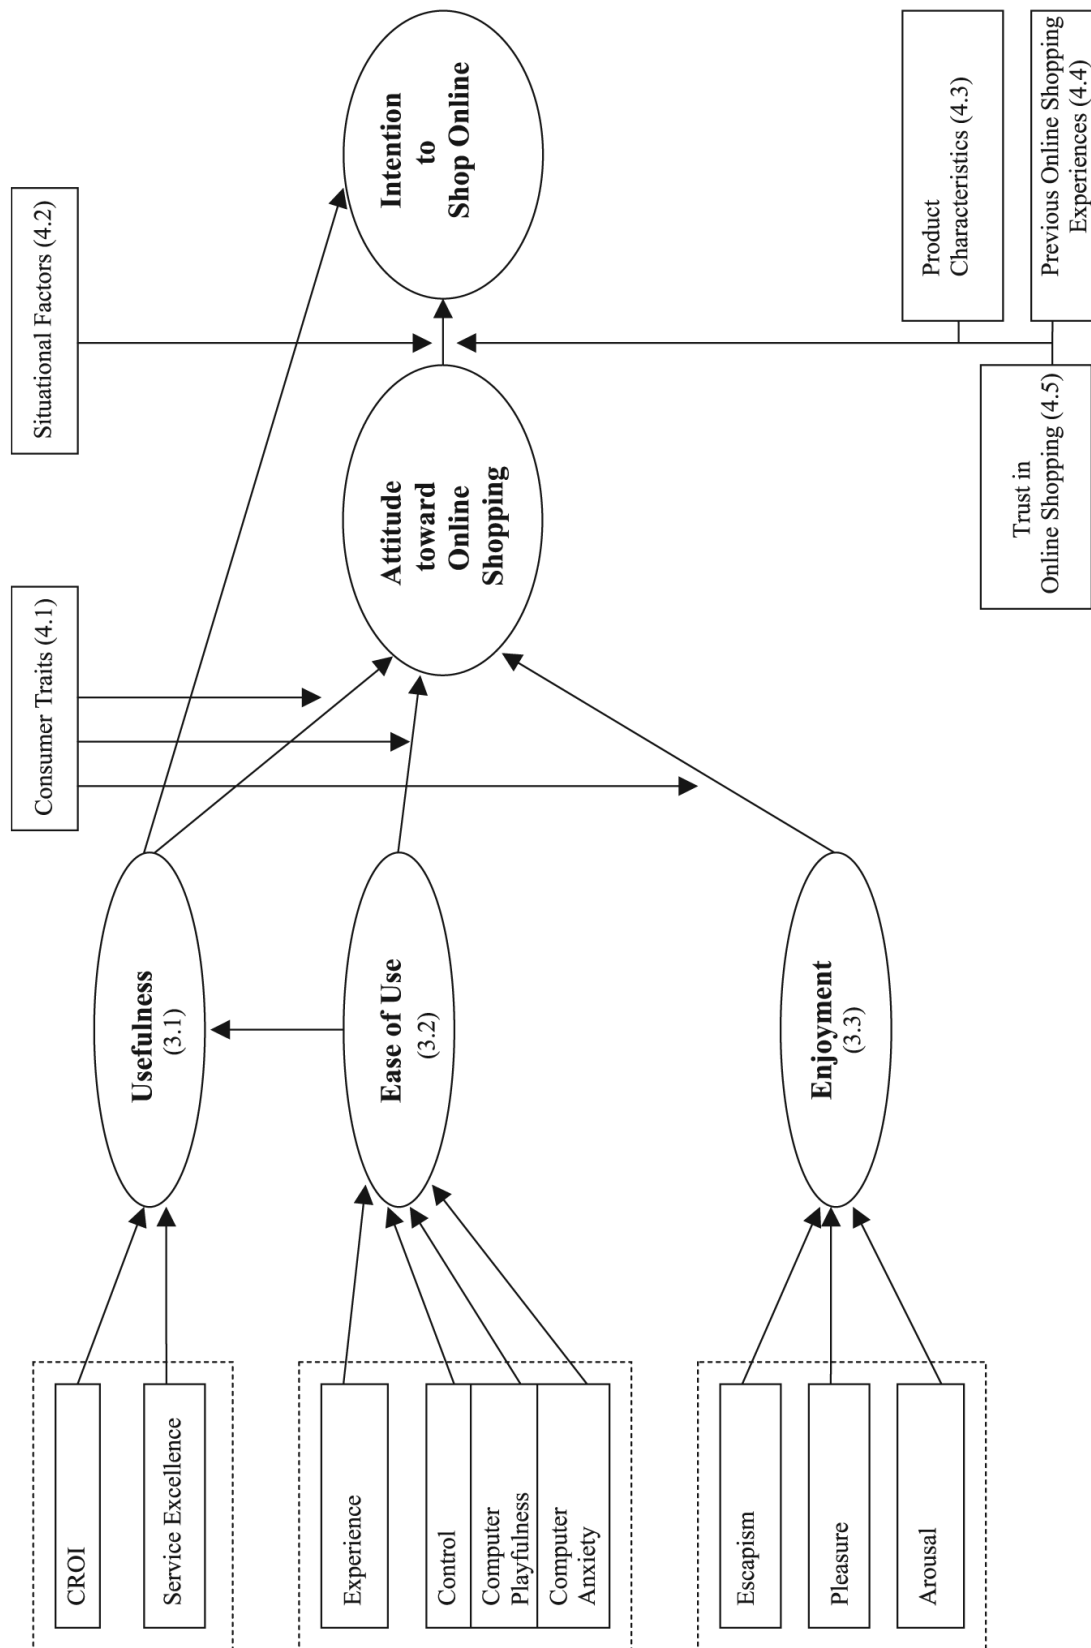 CROI
Service Excellence
Experience
Control
Computer
Playfulness
Computer
Anxiety
Escapism
Pleasure
Arousal
Usefulness
(3.1)
Ease of Use
(3.2)
Enjoyment
(3.3)
Consumer Traits (4.1)
Attitude
toward
Online
Shopping
Situational Factors (4.2)
Intention
to
Shop Online
Product
Characteristics (4.3)
Previous Online Shopping
Experiences (4.4)
Trust in
Online Shopping (4.5)